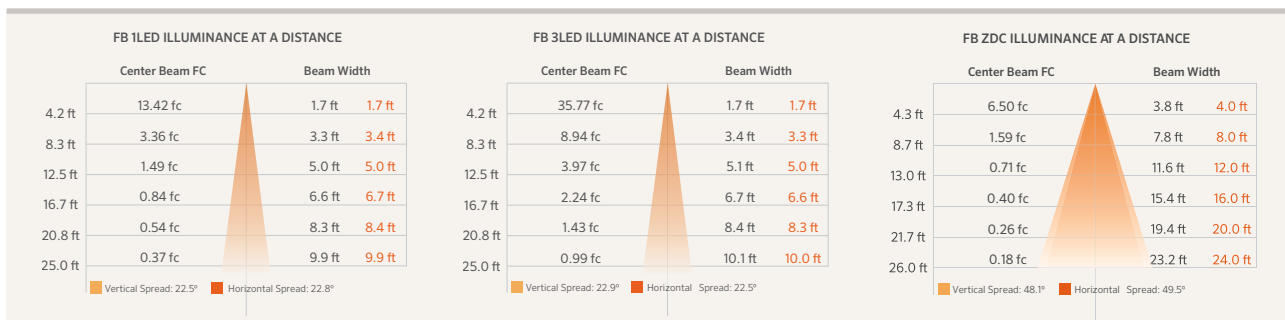 FB 1LED ILLUMINANCE AT A DISTANCE
Center Beam FC Beam Width
13.42 fc 1.7 ft 1.7 ft
4.2 ft
3.36 fc 3.3 ft 3.4 ft
8.3 ft
1.49 fc 5.0 ft 5.0 ft
12.5 ft
0.84 fc 6.6 ft 6.7 ft
16.7 ft
0.54 fc 8.3 ft 8.4 ft
20.8 ft
0.37 fc 9.9 ft 9.9 ft
25.0 ft
Vertical Spread: 22.5° Horizontal Spread: 22.8°
FB 3LED ILLUMINANCE AT A DISTANCE
Center Beam FC Beam Width
35.77 fc 1.7 ft 1.7 ft
4.2 ft
8.94 fc 3.4 ft 3.3 ft
8.3 ft
3.97 fc 5.1 ft 5.0 ft
12.5 ft
2.24 fc 6.7 ft 6.6 ft
16.7 ft
1.43 fc 8.4 ft 8.3 ft
20.8 ft
0.99 fc 10.1 ft 10.0 ft
25.0 ft
Vertical Spread: 22.9° Horizontal Spread: 22.5°
FB ZDC ILLUMINANCE AT A DISTANCE
Center Beam FC Beam Width
6.50 fc 3.8 ft 4.0 ft
4.3 ft
1.59 fc 7.8 ft 8.0 ft
8.7 ft
0.71 fc 11.6 ft 12.0 ft
13.0 ft
0.40 fc 15.4 ft 16.0 ft
17.3 ft
0.26 fc 19.4 ft 20.0 ft
21.7 ft
0.18 fc 23.2 ft 24.0 ft
26.0 ft
Vertical Spread: 48.1° Horizontal Spread: 49.5°